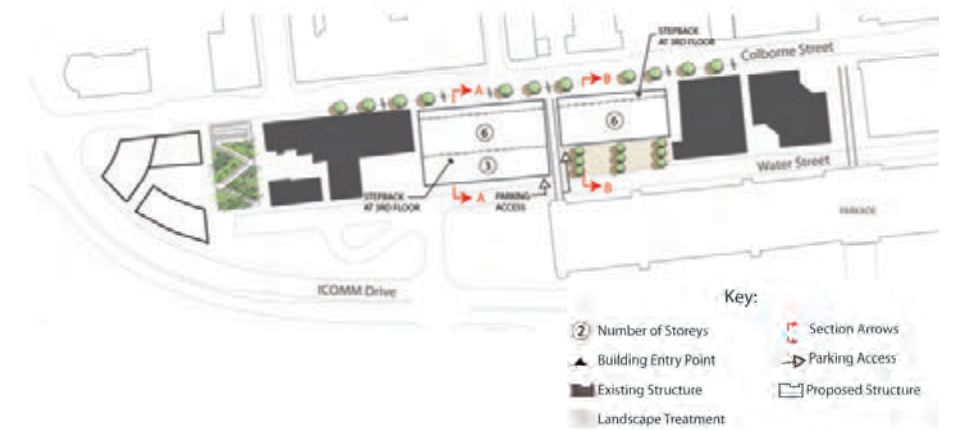 STEPBACK
AT 3RD FLOOR
Colborne Street
A
B
6
6
3
Water Street
STEPBACK
AT 3RD FLOOR
A
PARKING
ACCESS
B
PARKADE
ICOMM Drive
Key:
2 Number of Storeys
Section Arrows
Building Entry Point
Parking Access
Existing Structure
Proposed Structure
Landscape Treatment